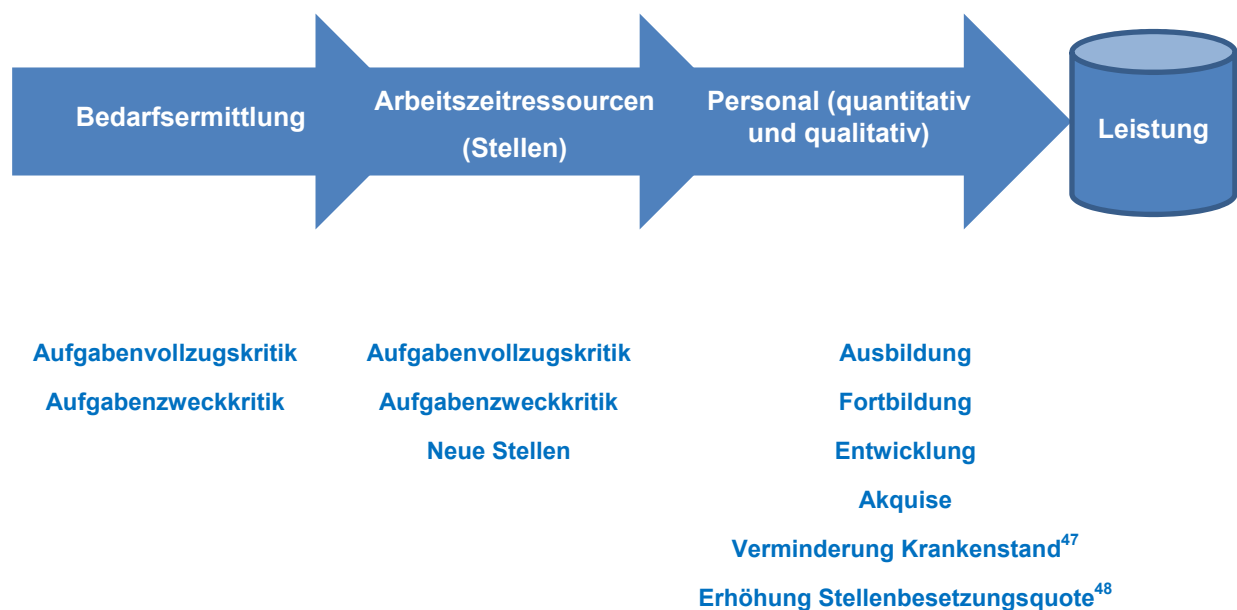 Bedarfsermittlung
Arbeitszeitressourcen
(Stellen)
Personal (quantitativ
und qualitativ)
Leistung
Aufgabenvollzugskritik
Aufgabenzweckkritik
Aufgabenvollzugskritik
Aufgabenzweckkritik
Neue Stellen
Ausbildung
Fortbildung
Entwicklung
Akquise
Verminderung Krankenstand⁴⁷
Erhöhung Stellenbesetzungsquote⁴⁸